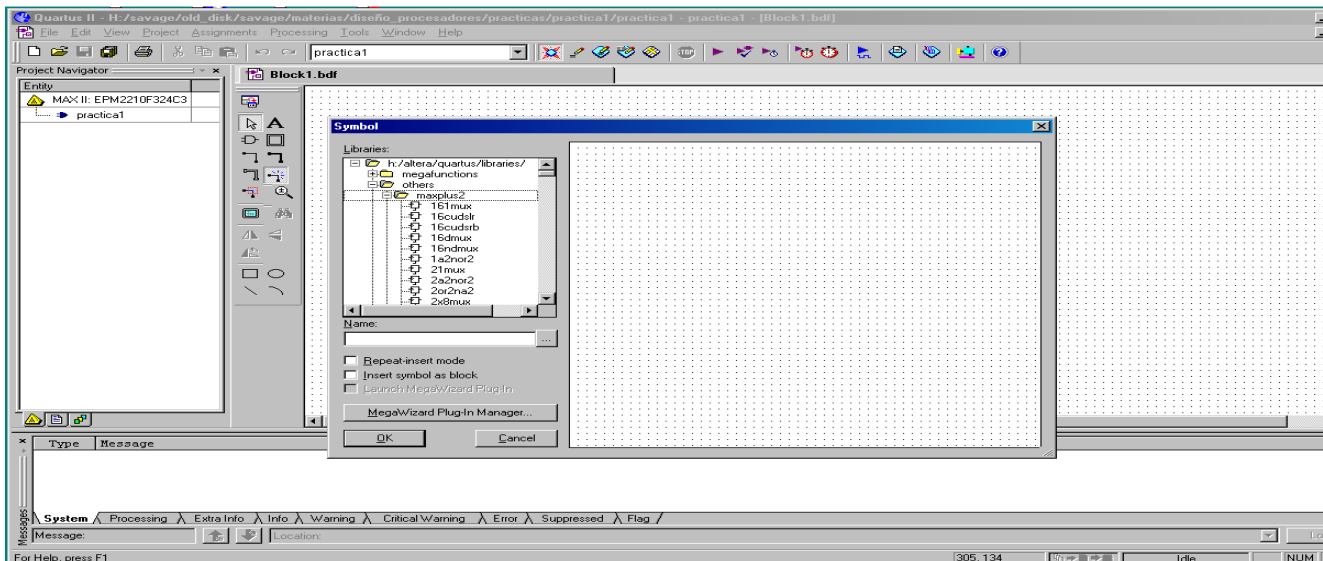 Quartus II - H:/savage/old_disk/savage/materias/diseño_procesadores/practicas/practica1/practica1 - practica1 - [Block1.bdf]
File Edit View Project Assignments Processing Tools Window Help
practica1
Project Navigator
Block1.bdf
Entity
MAX II: EPM2210F324C3
practica1
Symbol
Libraries:
h:/altera/quartus/libraries/
megafunctions
others
maxplus2
161mux
16cudslr
16cudsrb
16dmux
16ndmux
1a2nor2
21mux
2a2nor2
2or2na2
2x8mux
Name:
...
Repeat-insert mode
Insert symbol as block
Launch MegaWizard Plug-In
MegaWizard Plug-In Manager...
OK Cancel
Type Message
System Processing Extra Info Info Warning Critical Warning Error Suppressed Flag
Messages
Message: Location:
For Help, press F1 305, 134 Idle NUM